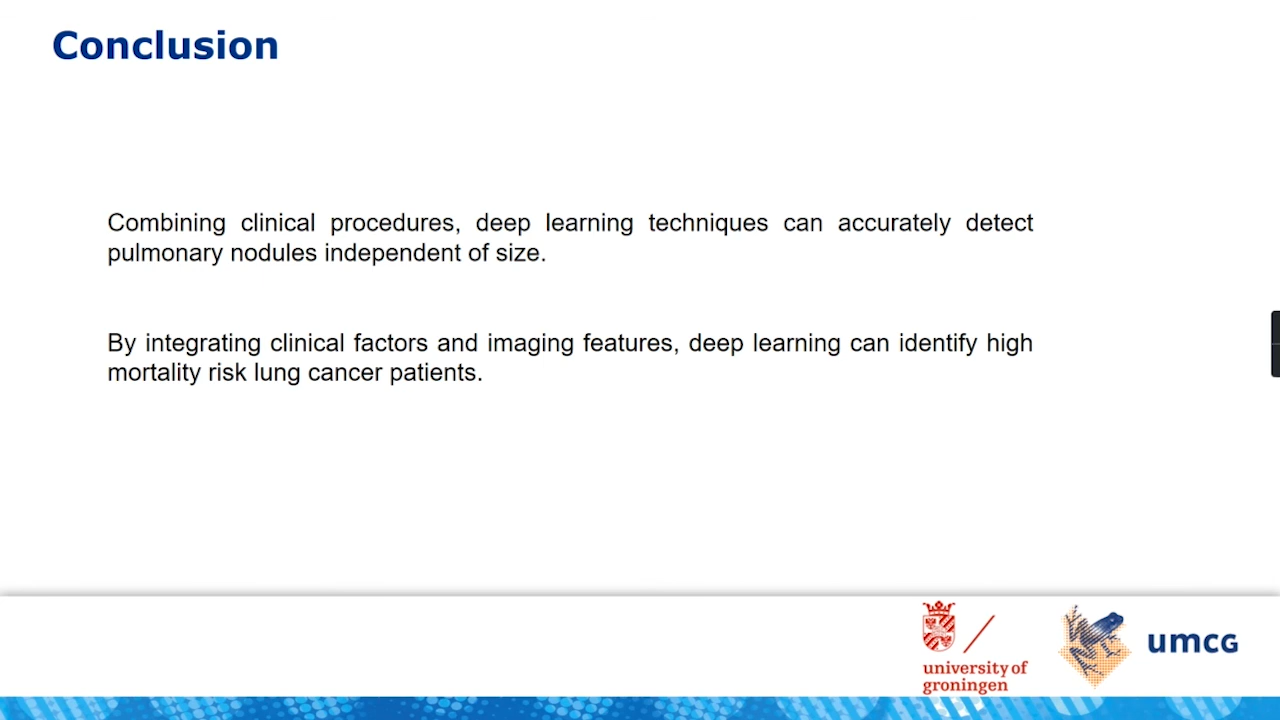 Conclusion
Combining clinical procedures, deep learning techniques can accurately detect
pulmonary nodules independent of size.
By integrating clinical factors and imaging features, deep learning can identify high
mortality risk lung cancer patients.
university of
groningen
umcg